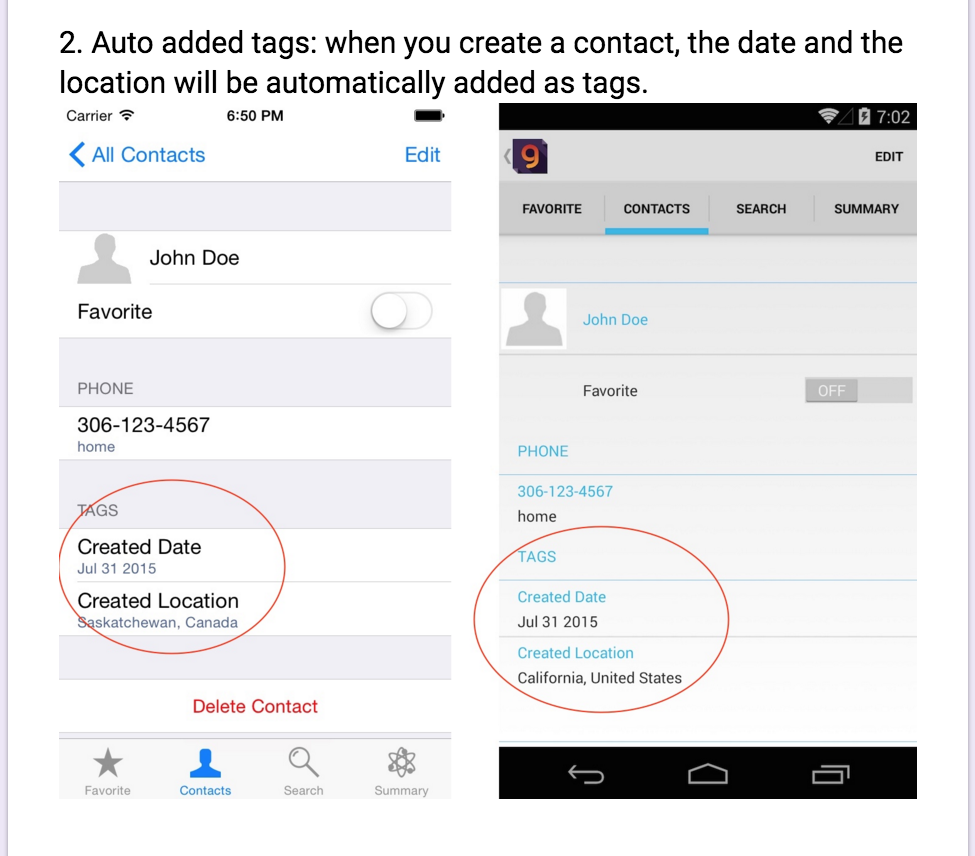 2. Auto added tags: when you create a contact, the date and the
location will be automatically added as tags.
Carrier 6:50 PM
All Contacts Edit
John Doe
Favorite
PHONE
306-123-4567
home
TAGS
Created Date
Jul 31 2015
Created Location
Saskatchewan, Canada
Delete Contact
Favorite Contacts Search Summary
7:02
9 EDIT
FAVORITE CONTACTS SEARCH SUMMARY
John Doe
Favorite OFF
PHONE
306-123-4567
home
TAGS
Created Date
Jul 31 2015
Created Location
California, United States